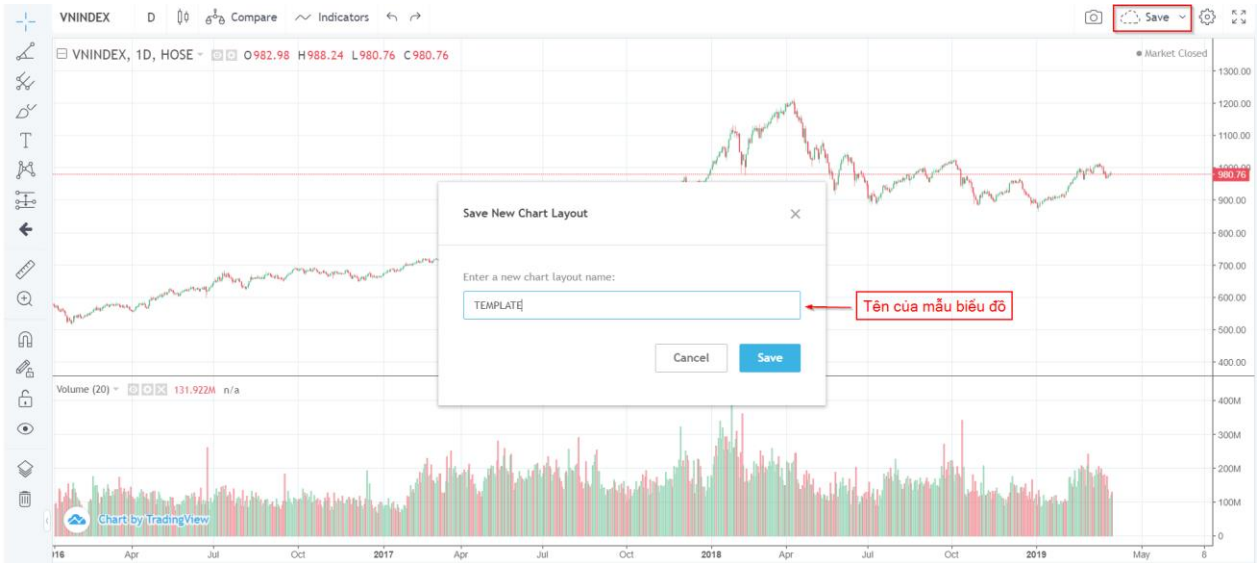 VNINDEX D Compare Indicators Save
VNINDEX, 1D, HOSE O982.98 H988.24 L980.76 C980.76
Market Closed
1300.00
1200.00
1100.00
1000.00
980.76
900.00
800.00
700.00
600.00
500.00
400.00
Save New Chart Layout
Enter a new chart layout name:
TEMPLATE
Tên của mẫu biểu đồ
Cancel Save
Volume (20) 131.922M n/a
400M
300M
200M
100M
0
Chart by TradingView
016 Apr Jul Oct 2017 Apr Jul Oct 2018 Apr Jul Oct 2019 May 8